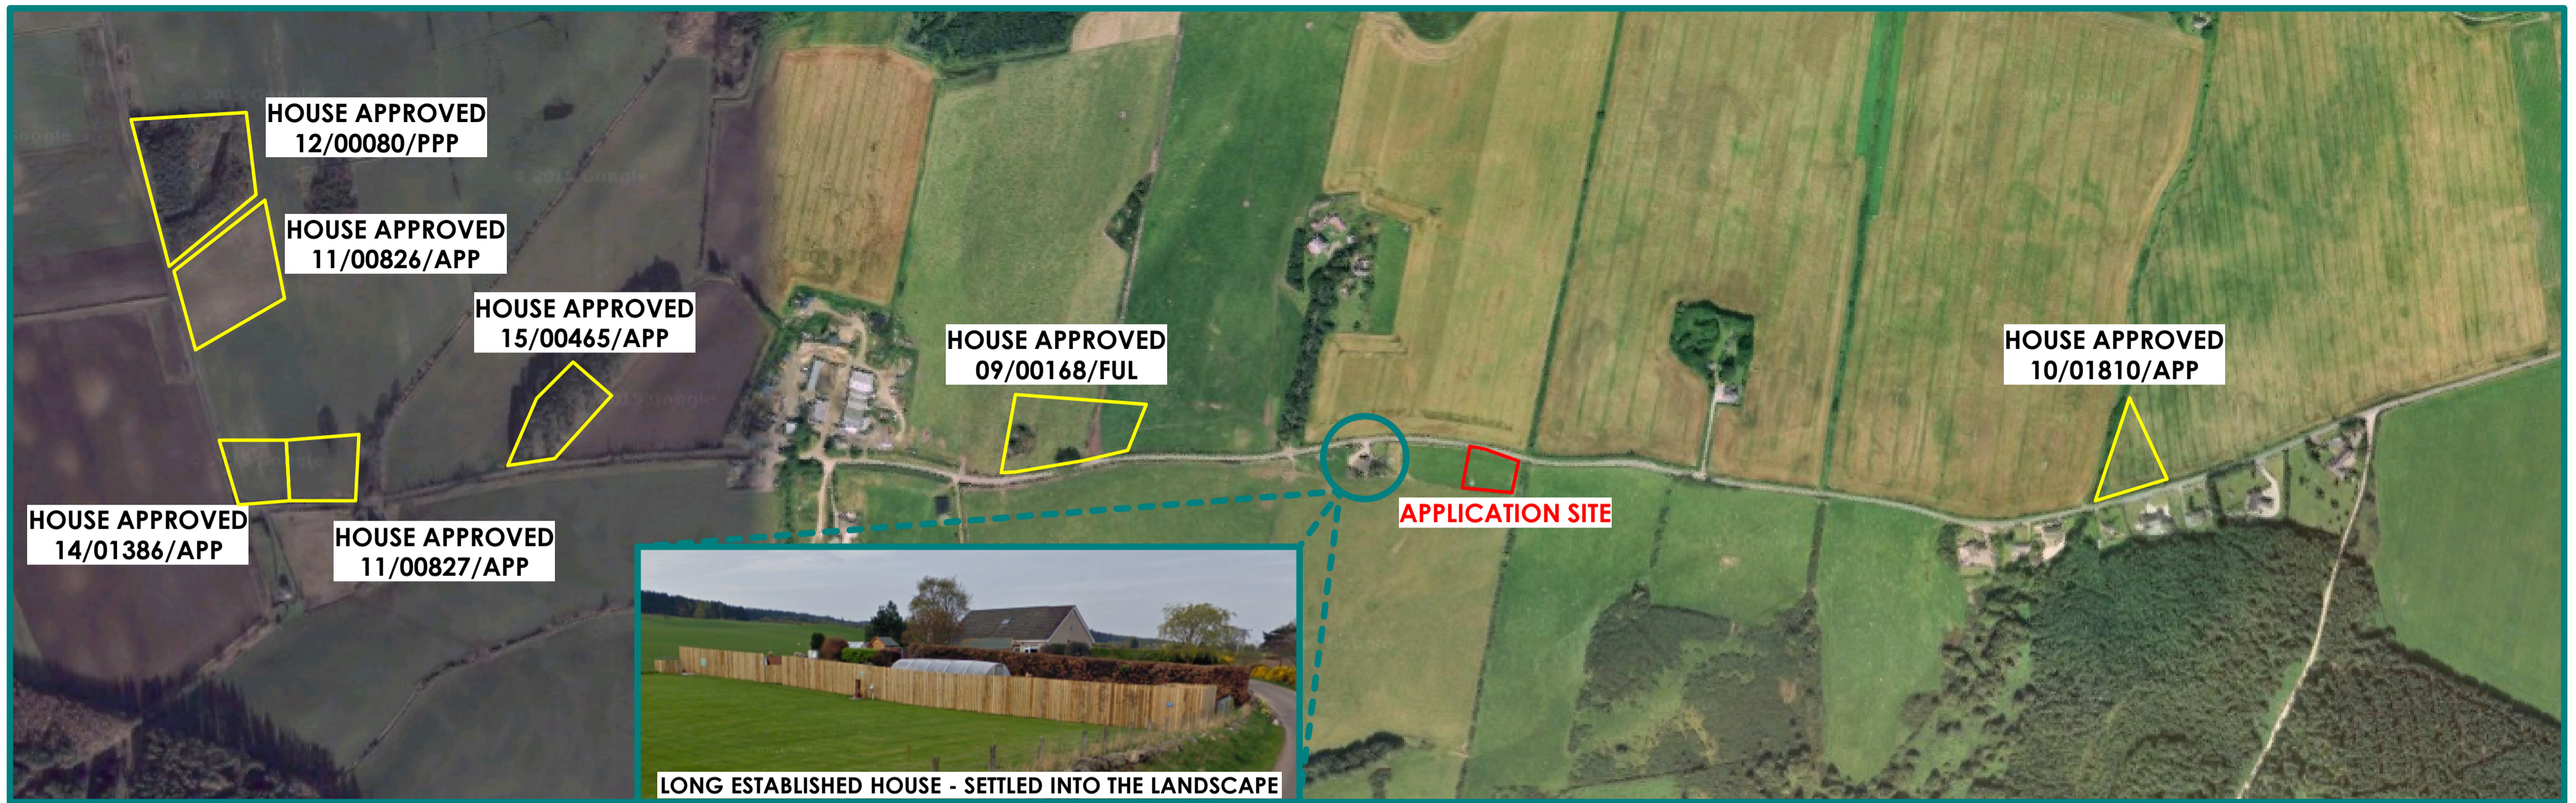 HOUSE APPROVED
12/00080/PPP
HOUSE APPROVED
11/00826/APP
HOUSE APPROVED
15/00465/APP
HOUSE APPROVED
09/00168/FUL
HOUSE APPROVED
10/01810/APP
HOUSE APPROVED
14/01386/APP
HOUSE APPROVED
11/00827/APP
APPLICATION SITE
LONG ESTABLISHED HOUSE - SETTLED INTO THE LANDSCAPE